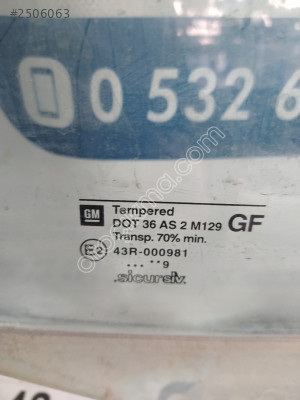 #2506063
0 532 6
GM
Tempered
DOT 36 AS 2 M129 GF
Transp. 70% min.
E2 43R-000981
.... ··9
sicursiv.